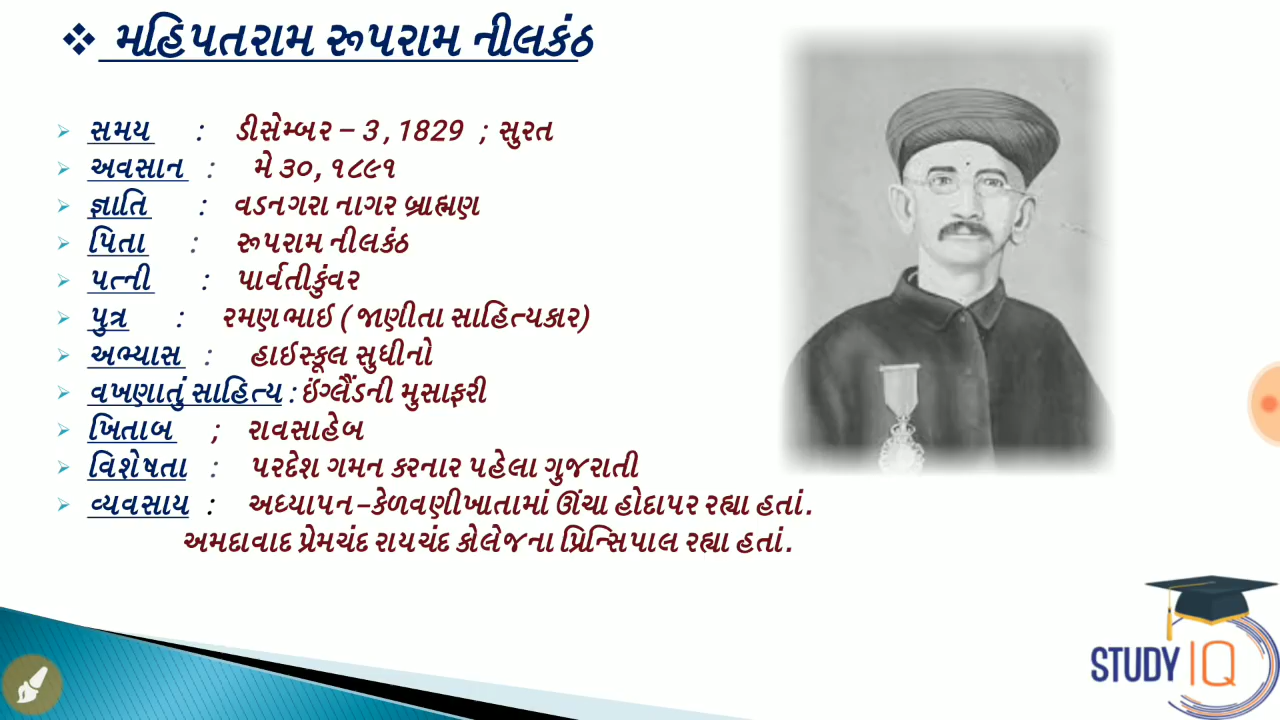 ❖ મહિપતરામ રૂપરામ નીલકંઠ
➢ સમય : ડીસેમ્બર – 3 , 1829 ; સુરત
➢ અવસાન : મે ૩૦, ૧૮૯૧
➢ જ્ઞાતિ : વડનગરા નાગર બ્રાહ્મણ
➢ પિતા : રૂપરામ નીલકંઠ
➢ પત્ની : પાર્વતીકુંવર
➢ પુત્ર : રમણભાઈ ( જાણીતા સાહિત્યકાર)
➢ અભ્યાસ : હાઈસ્કૂલ સુધીનો
➢ વખણાતું સાહિત્ય : ઇંગ્લેંડની મુસાફરી
➢ ખિતાબ ; રાવસાહેબ
➢ વિશેષતા : પરદેશ ગમન કરનાર પહેલા ગુજરાતી
➢ વ્યવસાય : અધ્યાપન–કેળવણીખાતામાં ઊંચા હોદાપર રહ્યા હતાં.
અમદાવાદ પ્રેમચંદ રાયચંદ કોલેજના પ્રિન્સિપાલ રહ્યા હતાં.
STUDY IQ